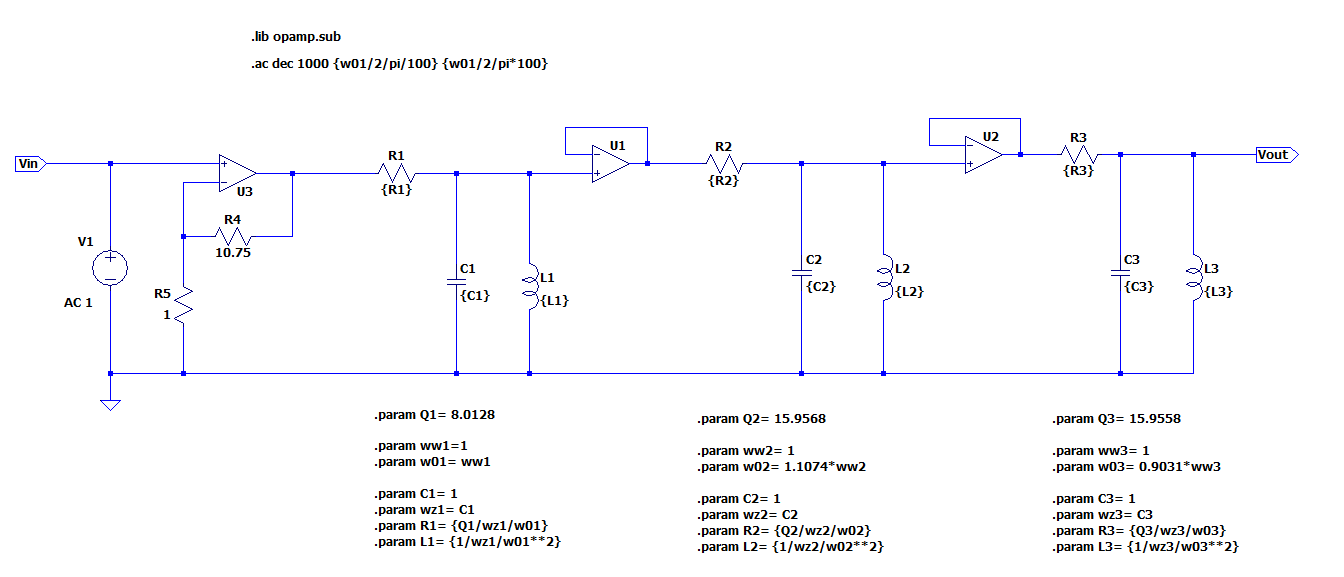 .lib opamp.sub
.ac dec 1000 {w01/2/pi/100} {w01/2/pi*100}
Vin
V1
AC 1
R5
1
R4
10.75
U3
R1
{R1}
C1
{C1}
L1
{L1}
U1
R2
{R2}
C2
{C2}
L2
{L2}
U2
R3
{R3}
C3
{C3}
L3
{L3}
Vout
.param Q1= 8.0128
.param ww1=1
.param w01= ww1
.param C1= 1
.param wz1= C1
.param R1= {Q1/wz1/w01}
.param L1= {1/wz1/w01**2}
.param Q2= 15.9568
.param ww2= 1
.param w02= 1.1074*ww2
.param C2= 1
.param wz2= C2
.param R2= {Q2/wz2/w02}
.param L2= {1/wz2/w02**2}
.param Q3= 15.9558
.param ww3= 1
.param w03= 0.9031*ww3
.param C3= 1
.param wz3= C3
.param R3= {Q3/wz3/w03}
.param L3= {1/wz3/w03**2}